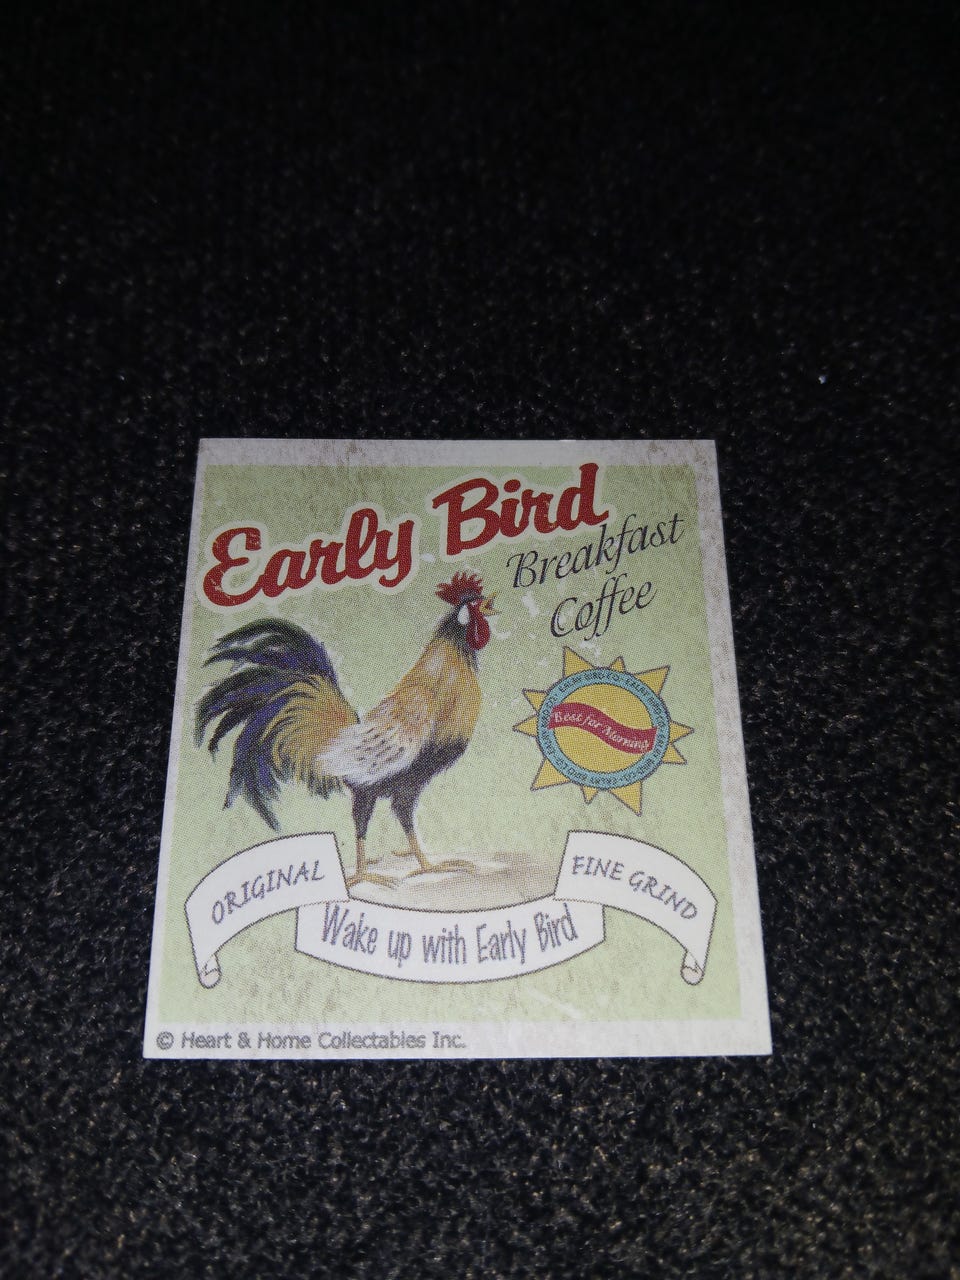 Early Bird
Breakfast
Coffee
Best for Morning
ORIGINAL
FINE GRIND
Wake up with Early Bird
© Heart & Home Collectables Inc.